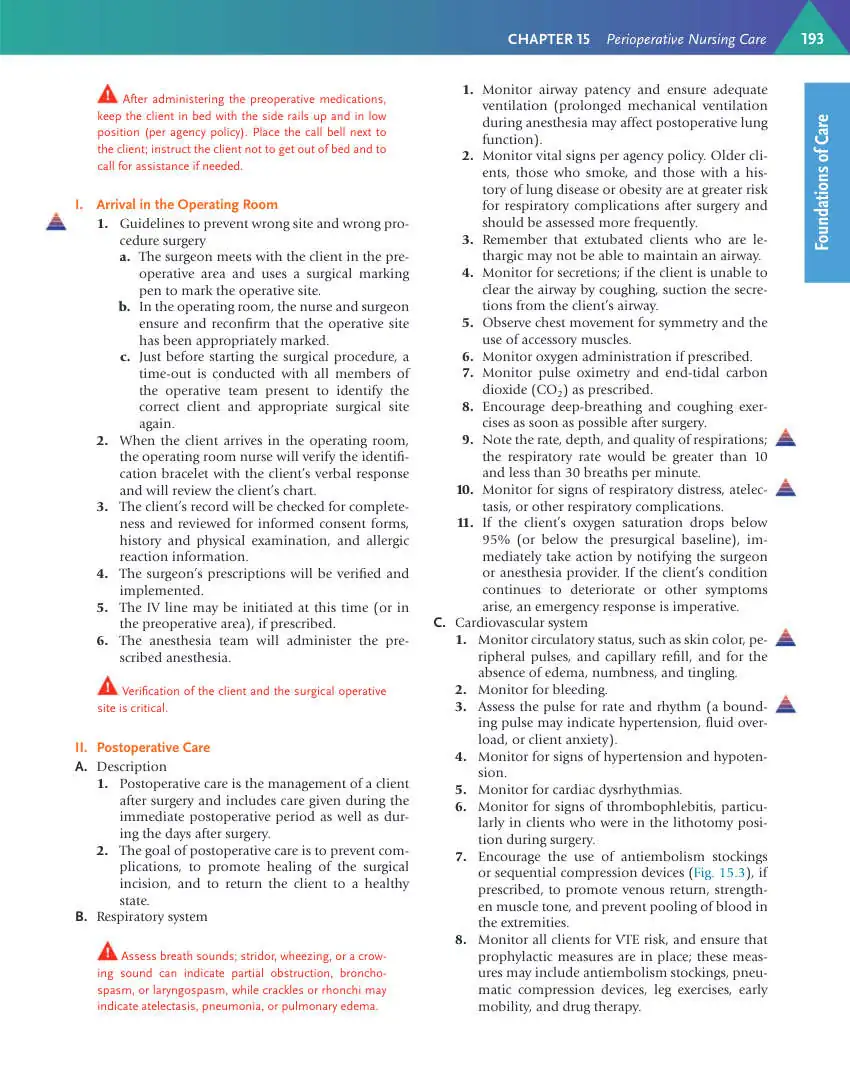 CHAPTER 15 Perioperative Nursing Care 193
After administering the preoperative medications,
keep the client in bed with the side rails up and in low
position (per agency policy). Place the call bell next to
the client; instruct the client not to get out of bed and to
call for assistance if needed.
I. Arrival in the Operating Room
1. Guidelines to prevent wrong site and wrong pro-
cedure surgery
a. The surgeon meets with the client in the pre-
operative area and uses a surgical marking
pen to mark the operative site.
b. In the operating room, the nurse and surgeon
ensure and reconfirm that the operative site
has been appropriately marked.
c. Just before starting the surgical procedure, a
time-out is conducted with all members of
the operative team present to identify the
correct client and appropriate surgical site
again.
2. When the client arrives in the operating room,
the operating room nurse will verify the identifi-
cation bracelet with the client's verbal response
and will review the client's chart.
3. The client's record will be checked for complete-
ness and reviewed for informed consent forms,
history and physical examination, and allergic
reaction information.
4. The surgeon's prescriptions will be verified and
implemented.
5. The IV line may be initiated at this time (or in
the preoperative area), if prescribed.
6. The anesthesia team will administer the pre-
scribed anesthesia.
Verification of the client and the surgical operative
site is critical.
II. Postoperative Care
A. Description
1. Postoperative care is the management of a client
after surgery and includes care given during the
immediate postoperative period as well as dur-
ing the days after surgery.
2. The goal of postoperative care is to prevent com-
plications, to promote healing of the surgical
incision, and to return the client to a healthy
state.
B. Respiratory system
Assess breath sounds; stridor, wheezing, or a crow-
ing sound can indicate partial obstruction, broncho-
spasm, or laryngospasm, while crackles or rhonchi may
indicate atelectasis, pneumonia, or pulmonary edema.
1. Monitor airway patency and ensure adequate
ventilation (prolonged mechanical ventilation
during anesthesia may affect postoperative lung
function).
2. Monitor vital signs per agency policy. Older cli-
ents, those who smoke, and those with a his-
tory of lung disease or obesity are at greater risk
for respiratory complications after surgery and
should be assessed more frequently.
3. Remember that extubated clients who are le-
thargic may not be able to maintain an airway.
4. Monitor for secretions; if the client is unable to
clear the airway by coughing, suction the secre-
tions from the client's airway.
5. Observe chest movement for symmetry and the
use of accessory muscles.
6. Monitor oxygen administration if prescribed.
7. Monitor pulse oximetry and end-tidal carbon
dioxide (CO₂) as prescribed.
8. Encourage deep-breathing and coughing exer-
cises as soon as possible after surgery.
9. Note the rate, depth, and quality of respirations;
the respiratory rate would be greater than 10
and less than 30 breaths per minute.
10. Monitor for signs of respiratory distress, atelec-
tasis, or other respiratory complications.
11. If the client's oxygen saturation drops below
95% (or below the presurgical baseline), im-
mediately take action by notifying the surgeon
or anesthesia provider. If the client's condition
continues to deteriorate or other symptoms
arise, an emergency response is imperative.
C. Cardiovascular system
1. Monitor circulatory status, such as skin color, pe-
ripheral pulses, and capillary refill, and for the
absence of edema, numbness, and tingling.
2. Monitor for bleeding.
3. Assess the pulse for rate and rhythm (a bound-
ing pulse may indicate hypertension, fluid over-
load, or client anxiety).
4. Monitor for signs of hypertension and hypoten-
sion.
5. Monitor for cardiac dysrhythmias.
6. Monitor for signs of thrombophlebitis, particu-
larly in clients who were in the lithotomy posi-
tion during surgery.
7. Encourage the use of antiembolism stockings
or sequential compression devices (Fig. 15.3), if
prescribed, to promote venous return, strength-
en muscle tone, and prevent pooling of blood in
the extremities.
8. Monitor all clients for VTE risk, and ensure that
prophylactic measures are in place; these meas-
ures may include antiembolism stockings, pneu-
matic compression devices, leg exercises, early
mobility, and drug therapy.
Foundations of Care